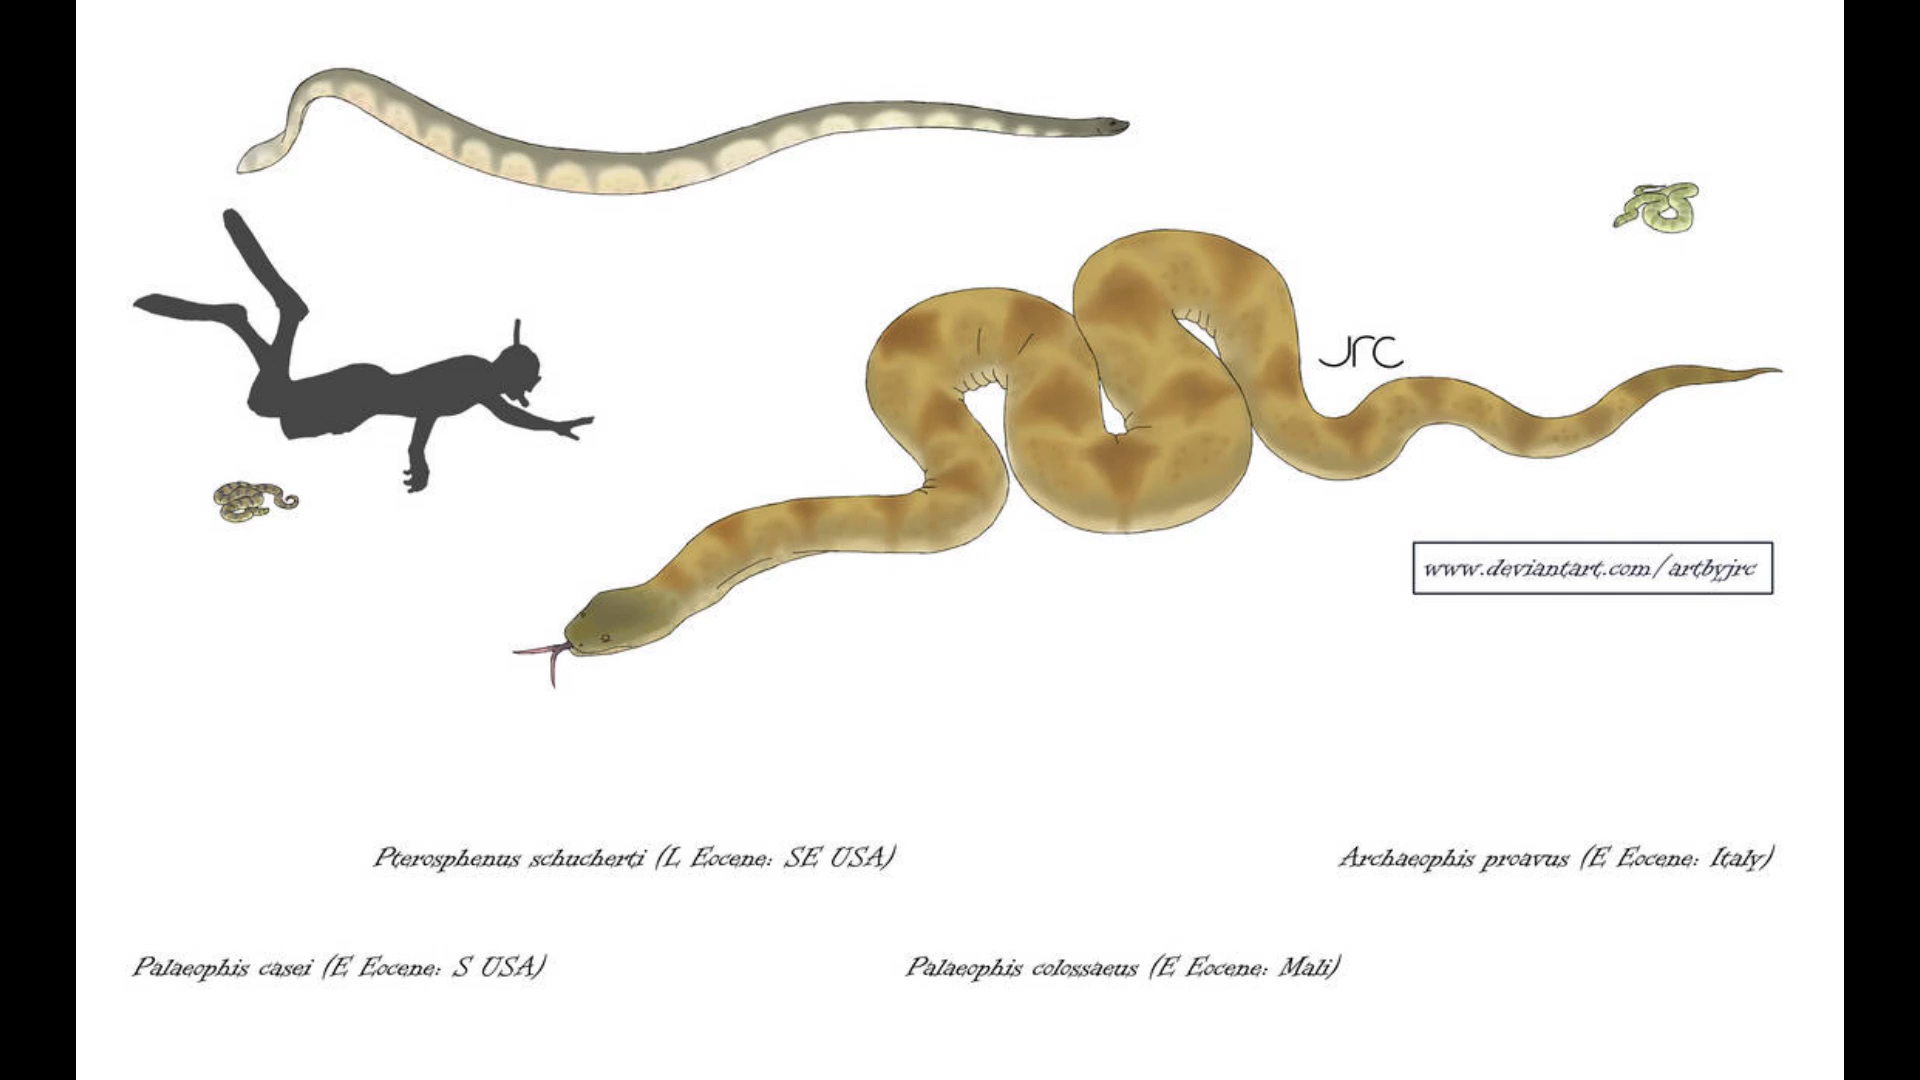 JrC
www.deviantart.com/artbyjrc
Pterosphenus schucherti (L Eocene: SE USA)
Archaeophis proavus (E Eocene: Italy)
Palaeophis casei (E Eocene: S USA)
Palaeophis colossaeus (E Eocene: Mali)